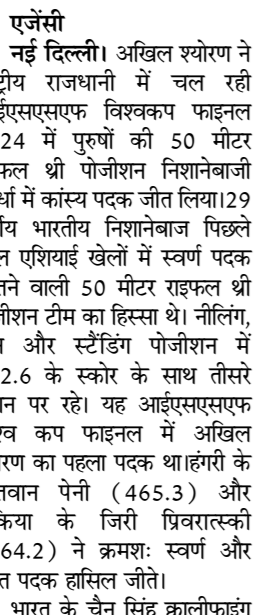 एजेंसी
नई दिल्ली। अखिल श्योरण ने
ट्रीय राजधानी में चल रही
ईएसएसएफ विश्वकप फाइनल
24 में पुरुषों की 50 मीटर
फल थ्री पोजीशन निशानेबाजी
र्धा में कांस्य पदक जीत लिया।29
र्षीय भारतीय निशानेबाज पिछले
ल एशियाई खेलों में स्वर्ण पदक
तने वाली 50 मीटर राइफल थ्री
जीशन टीम का हिस्सा थे। नीलिंग,
और स्टैंडिंग पोजीशन में
2.6 के स्कोर के साथ तीसरे
न पर रहे। यह आईएसएसएफ
श्व कप फाइनल में अखिल
रण का पहला पदक था।हंगरी के
तवान पेनी (465.3) और
किया के जिरी प्रिवरात्स्की
64.2) ने क्रमशः स्वर्ण और
त पदक हासिल जीते।
भारत के चैन सिंह क्वालीफाइंग